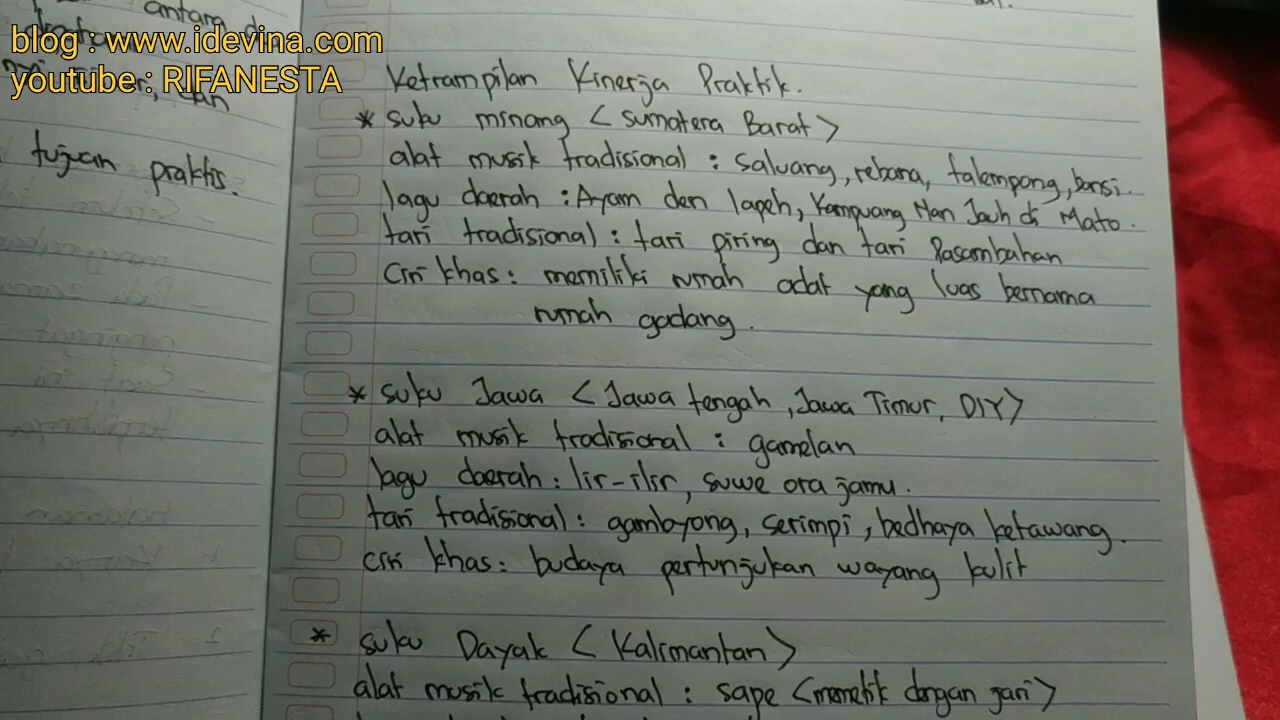 antara da
blog : www.idevina.com
youtube : RIFANESTA
tujuan praktis.
Ketrampilan Kinerja Praktik.
* suku minang < Sumatera Barat >
alat musik tradisional : saluang, rebana, talempong, bansi.
lagu daerah : Ayam den lapeh, Kampuang Nan Jauh di Mato.
tari tradisional : tari piring dan tari Pasambahan
Ciri khas : memiliki rumah adat yang luas bernama
rumah gadang.
* suku Jawa < Jawa tengah, Jawa Timur, DIY >
alat musik tradisional : gamelan
lagu daerah : lir-ilir, suwe ora jamu.
tari tradisional : gambyong, serimpi, bedhaya ketawang.
ciri khas : budaya pertunjukan wayang kulit
* suku Dayak < Kalimantan >
alat musik tradisional : sape < memetik dengan jari >